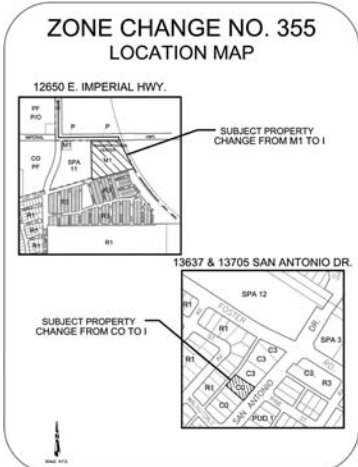 ZONE CHANGE NO. 355
LOCATION MAP
12650 E. IMPERIAL HWY.
PF
P/O
P
P
IMPERIAL
HWY.
M1
M1
CO
PF
SPA
11
SUBJECT PROPERTY
CHANGE FROM M1 TO I
R1
R3
R3
R1
R1
R1
13637 & 13705 SAN ANTONIO DR.
SPA 12
FOSTER
DR.
SPA 3
R1
R1
C3
C3
RD.
SUBJECT PROPERTY
CHANGE FROM CO TO I
C3
C3
R3
R1
CO
CO
SAN ANTONIO
PUD 1
N